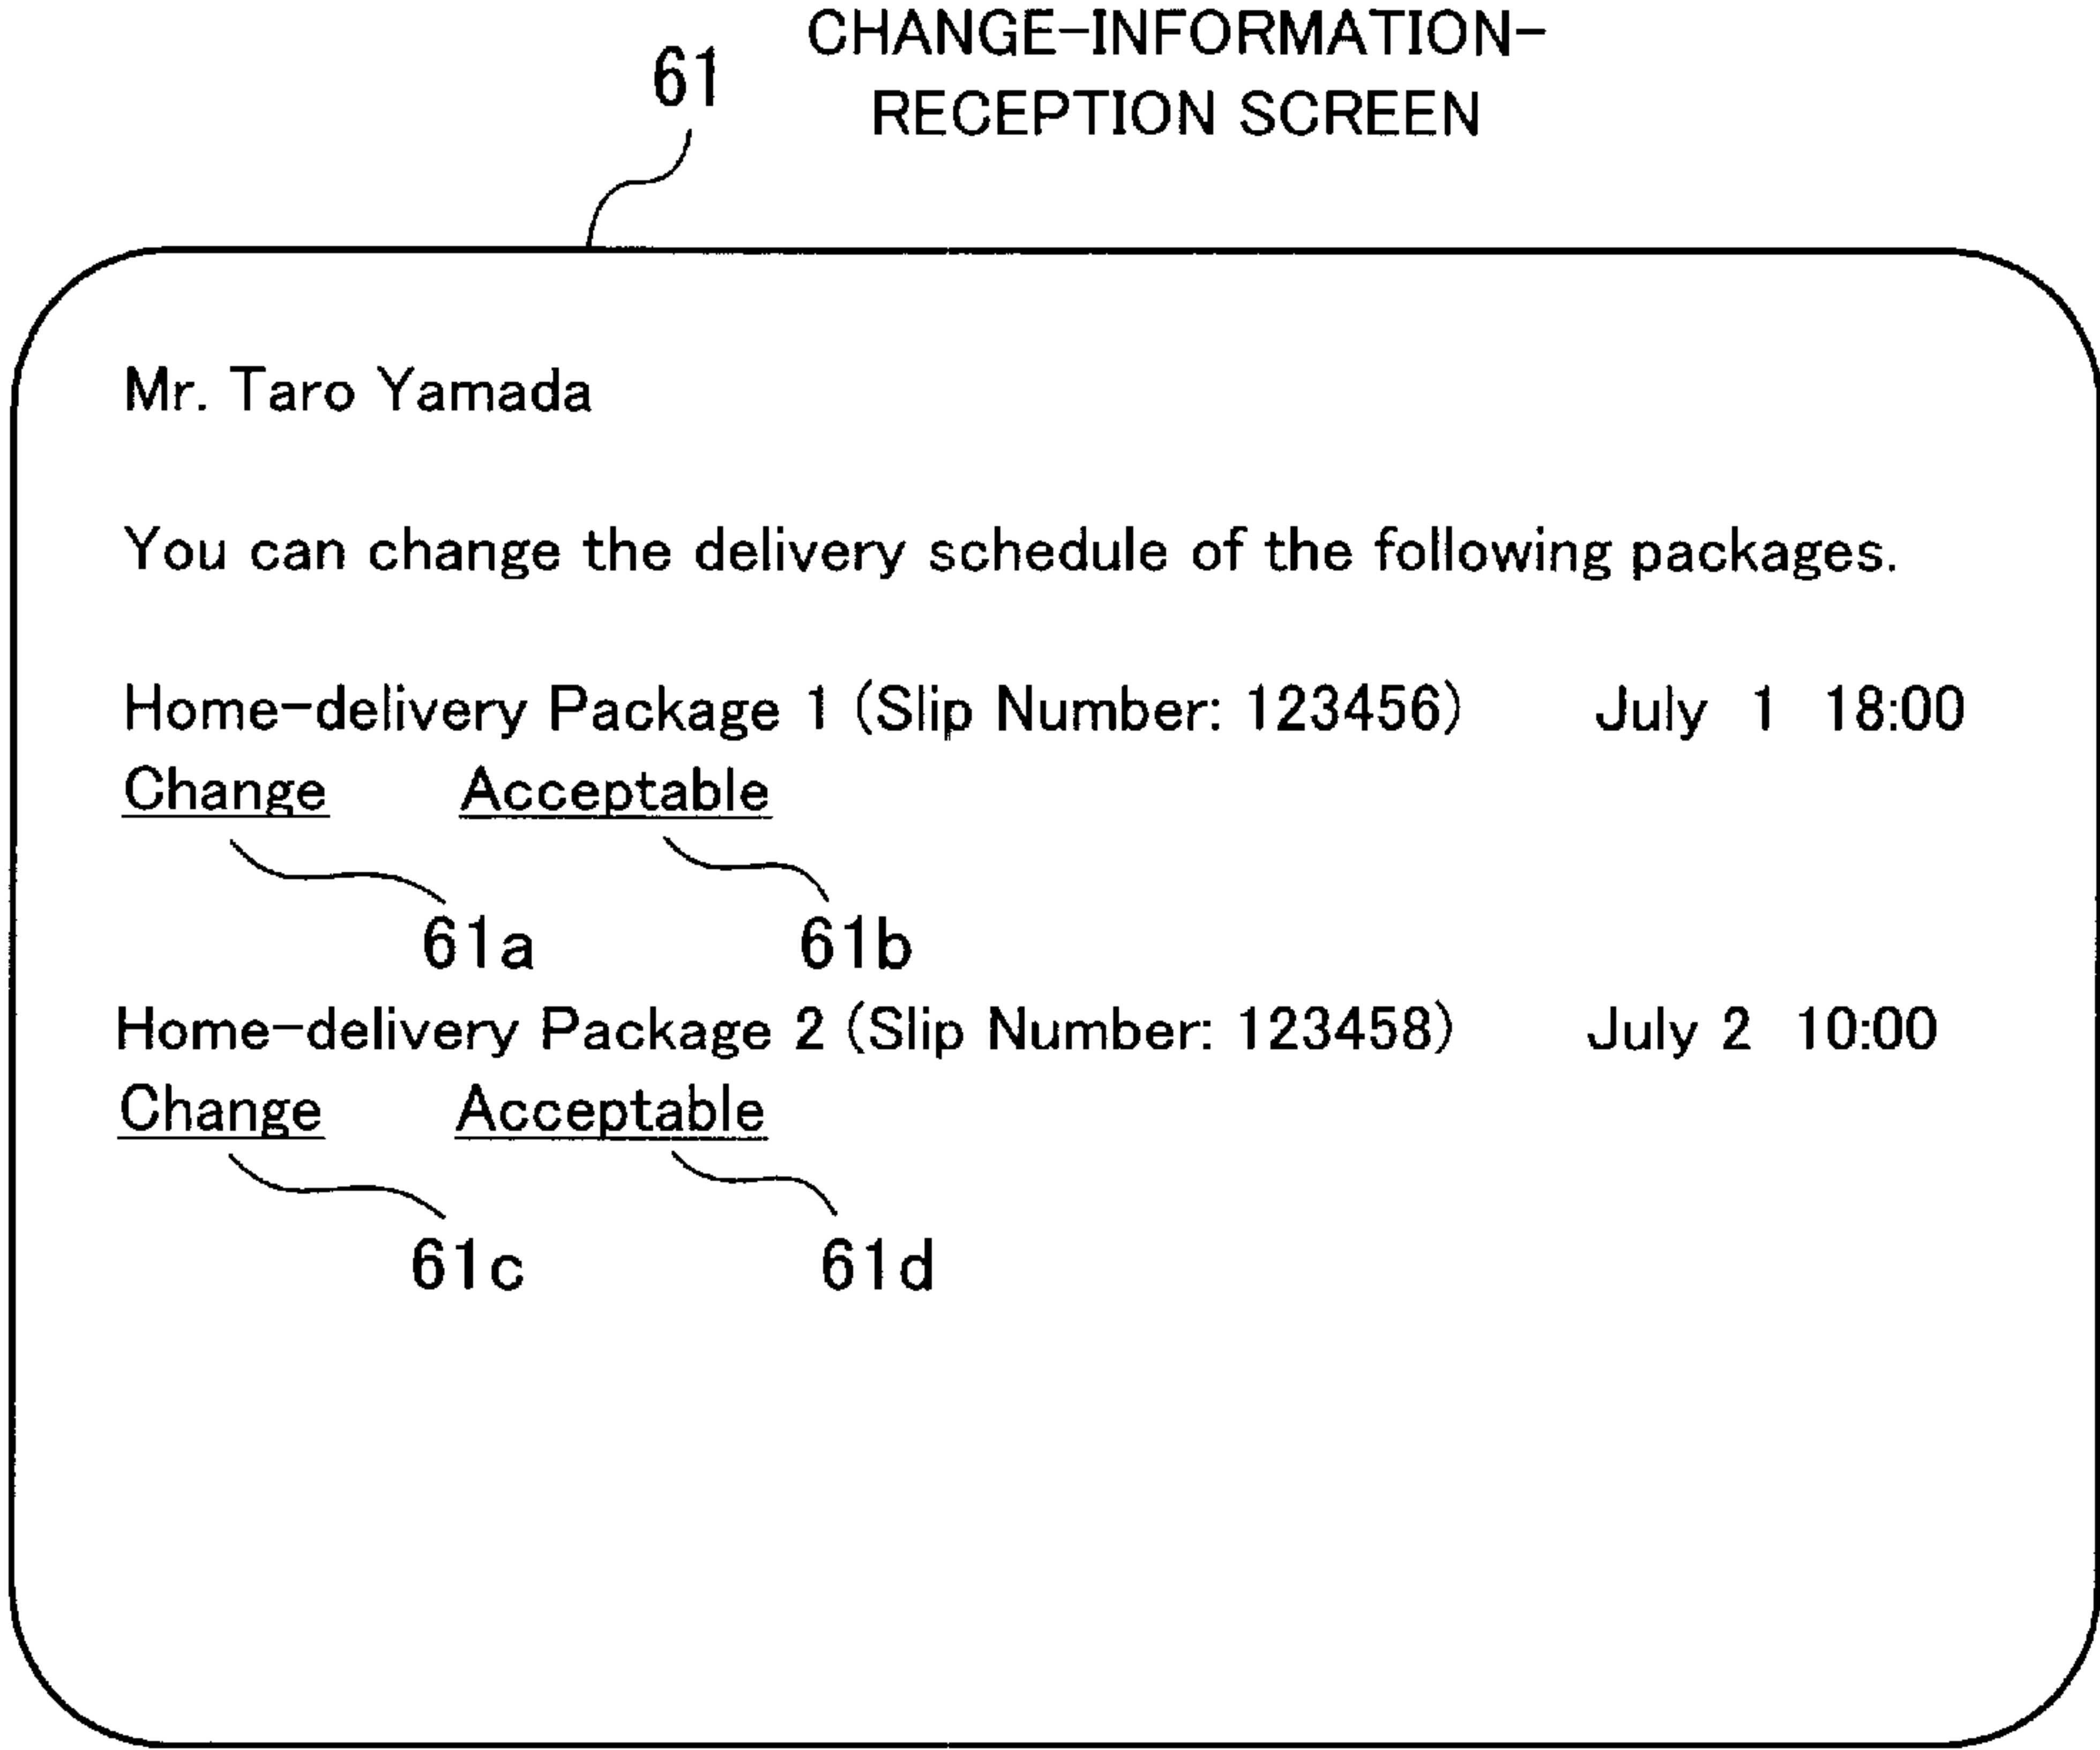 CHANGE-INFORMATION-
RECEPTION SCREEN
61
Mr. Taro Yamada
You can change the delivery schedule of the following packages.
Home-delivery Package 1 (Slip Number: 123456) July 1 18:00
Change Acceptable
61a 61b
Home-delivery Package 2 (Slip Number: 123458) July 2 10:00
Change Acceptable
61c 61d